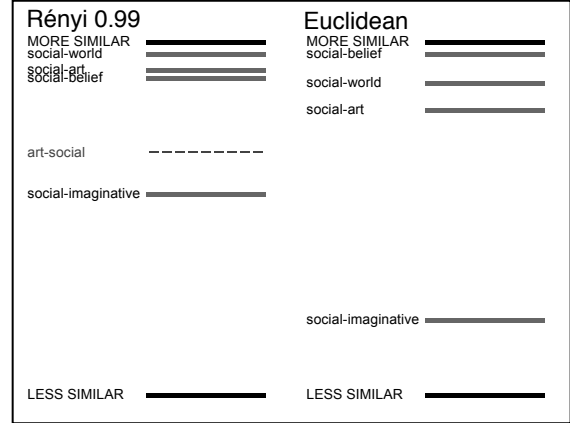 Rényi 0.99
MORE SIMILAR
social-world
social-art
social-belief
art-social
social-imaginative
LESS SIMILAR
Euclidean
MORE SIMILAR
social-belief
social-world
social-art
social-imaginative
LESS SIMILAR